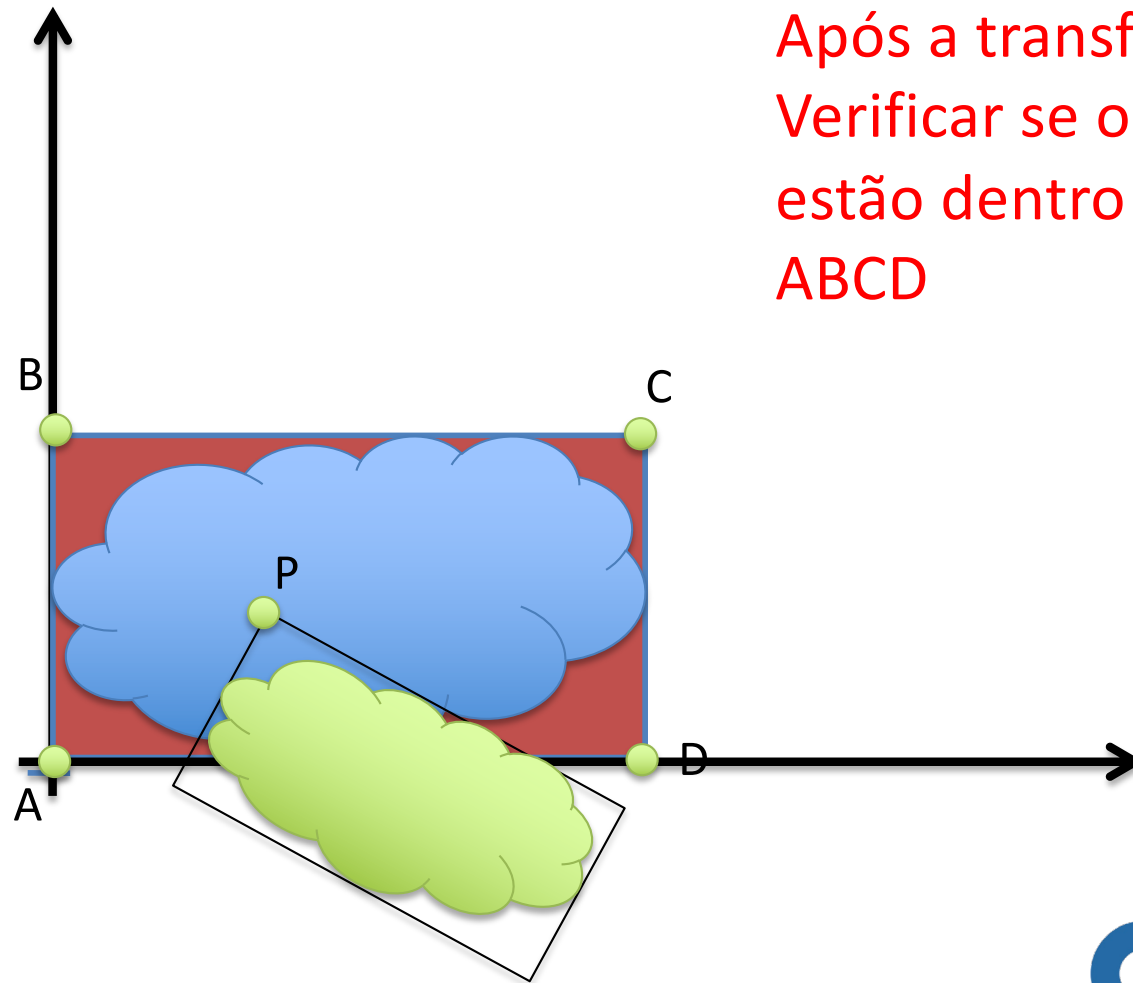 Após a transf
Verificar se o
estão dentro
ABCD
B
C
P
D
A